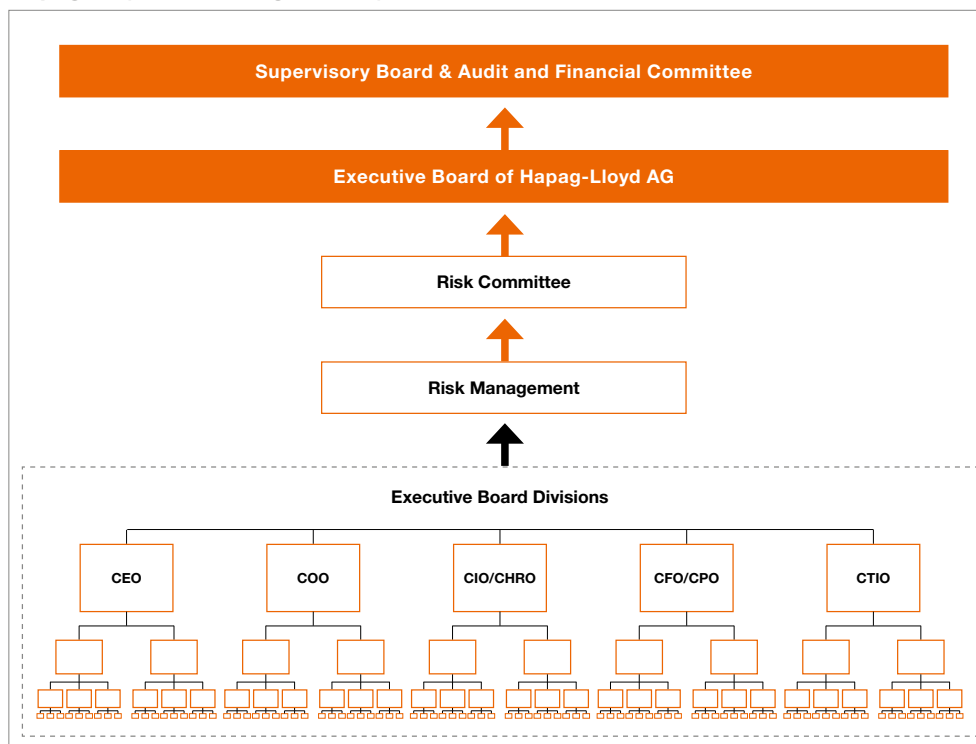 Supervisory Board & Audit and Financial Committee
Executive Board of Hapag-Lloyd AG
Risk Committee
Risk Management
Executive Board Divisions
CEO
COO
CIO/CHRO
CFO/CPO
CTIO